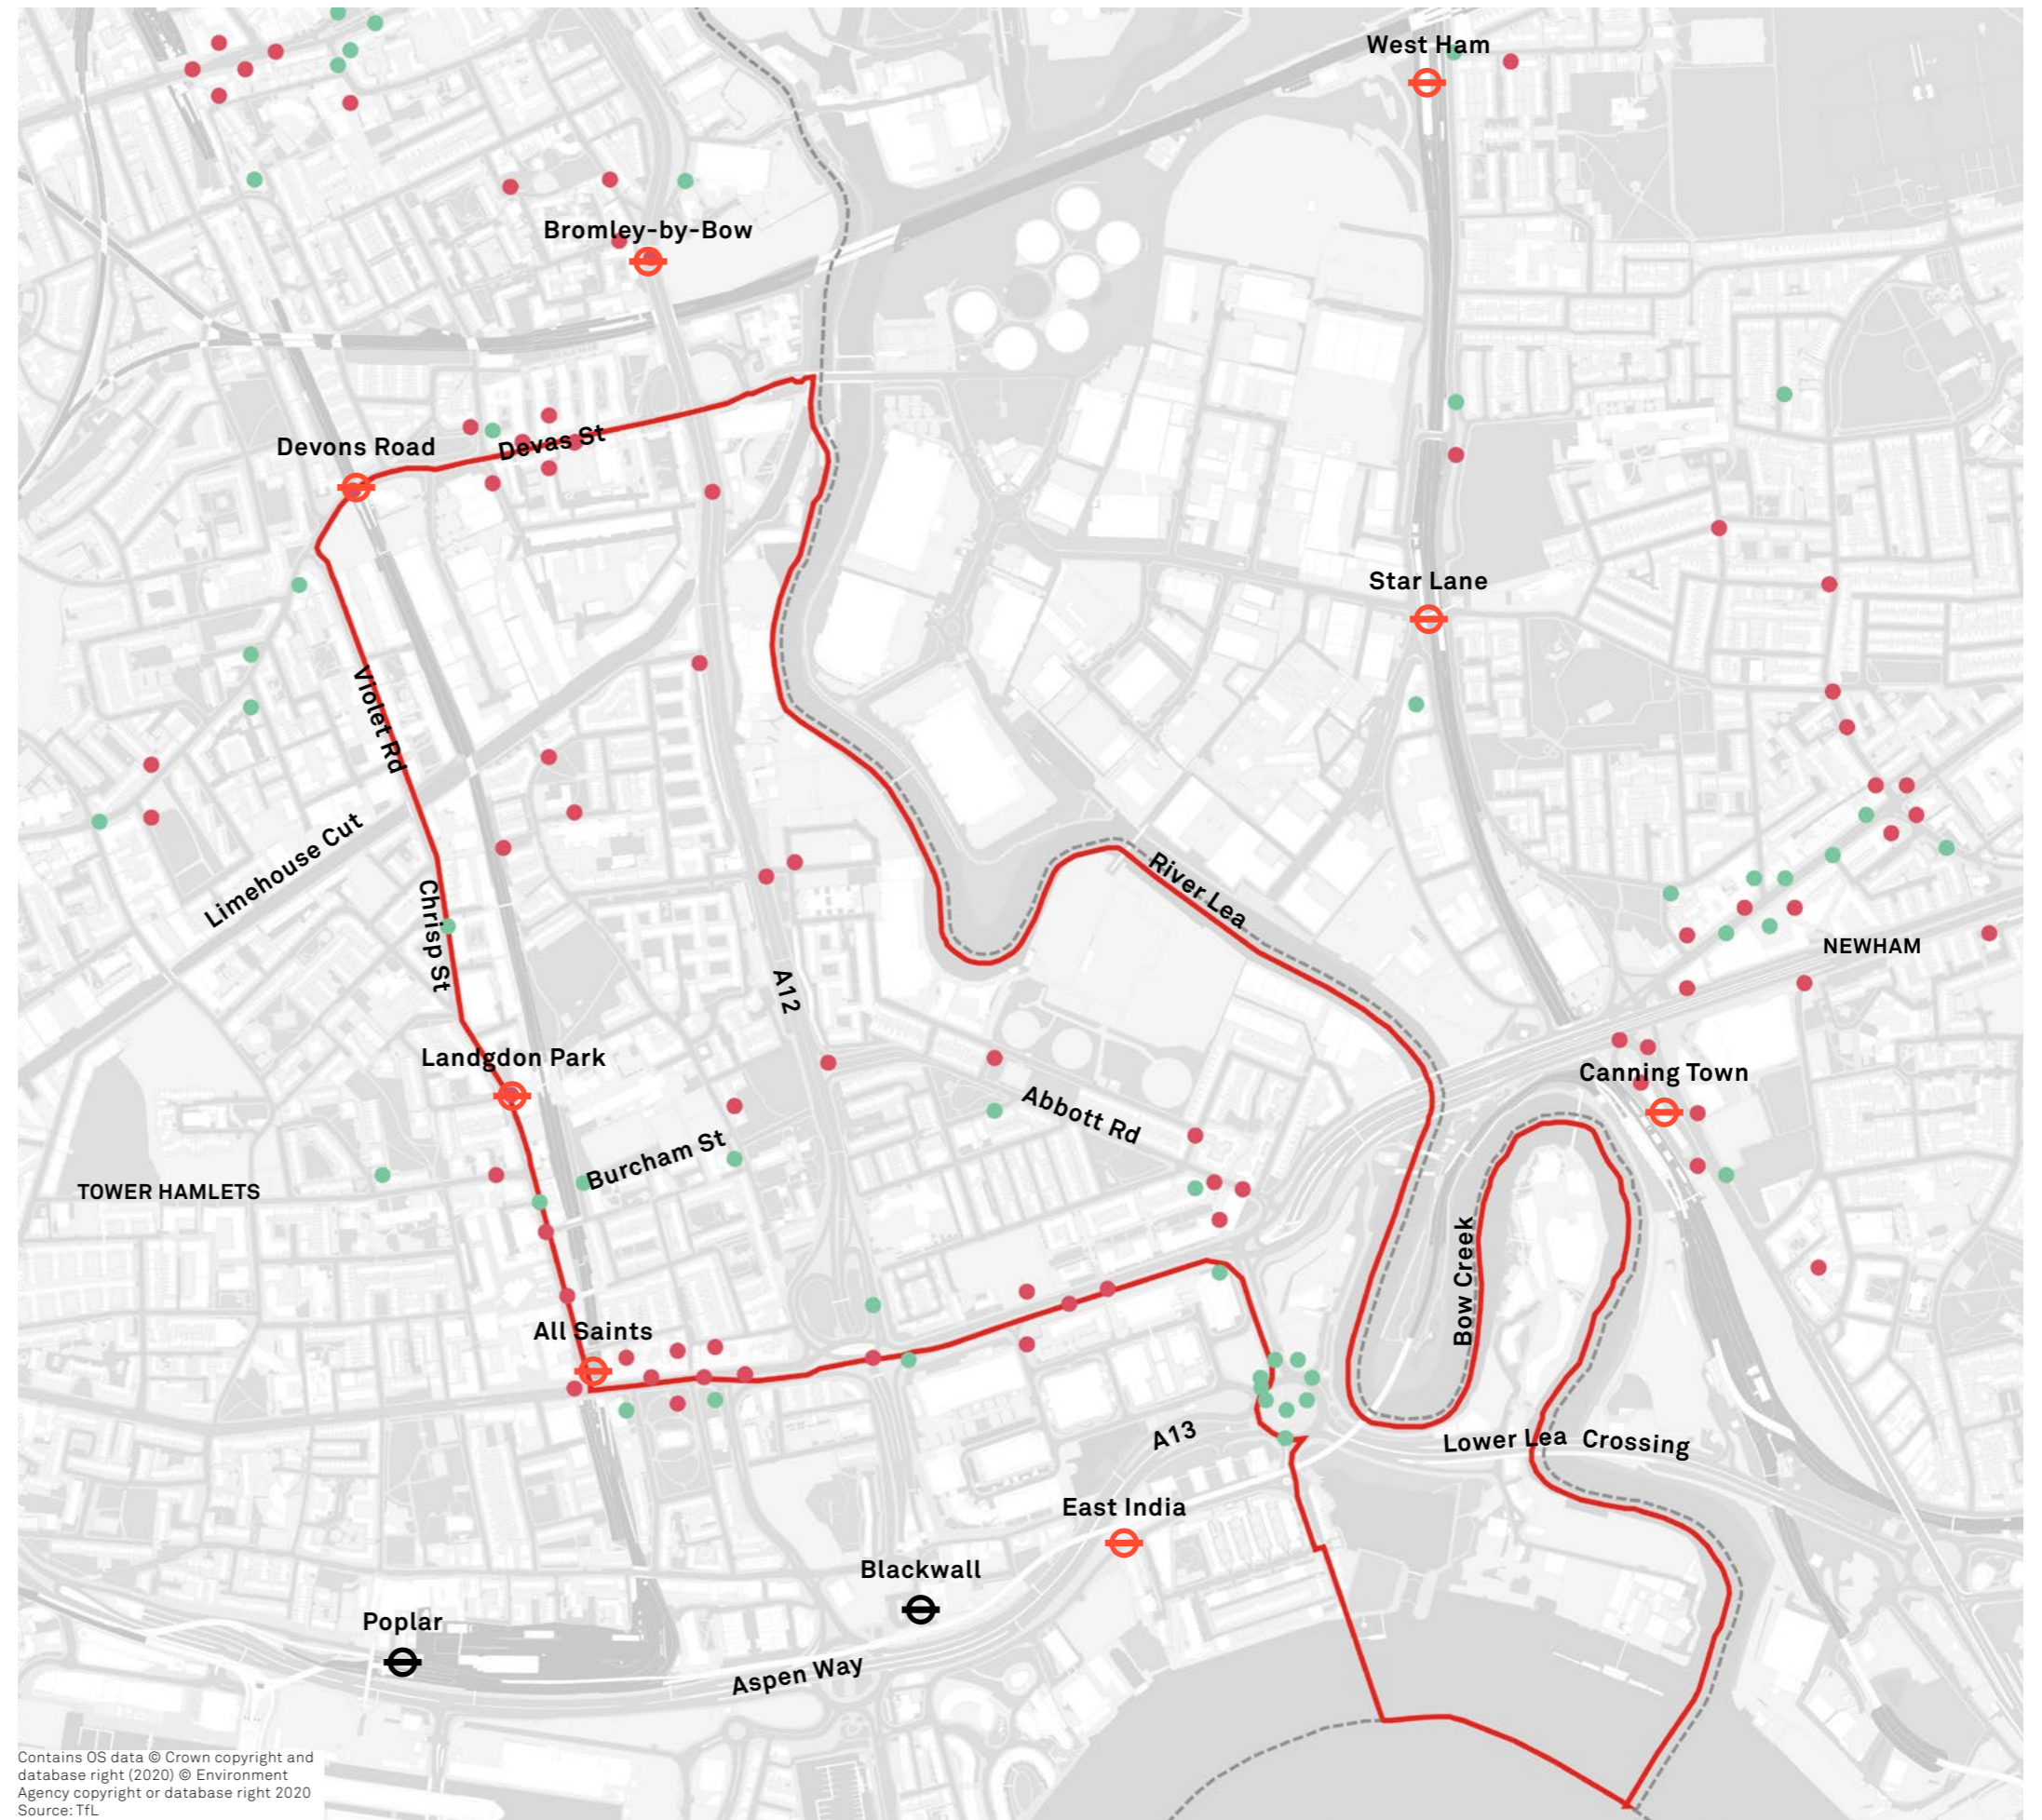 West Ham
Bromley-by-Bow
Devons Road
Devas St
Star Lane
Violet Rd
Limehouse Cut
Chrisp St
River Lea
NEWHAM
A12
Landgdon Park
Canning Town
Abbott Rd
Burcham St
TOWER HAMLETS
Bow Creek
All Saints
A13
Lower Lea Crossing
East India
Blackwall
Poplar
Aspen Way
Contains OS data © Crown copyright and
database right (2020) © Environment
Agency copyright or database right 2020
Source: TfL